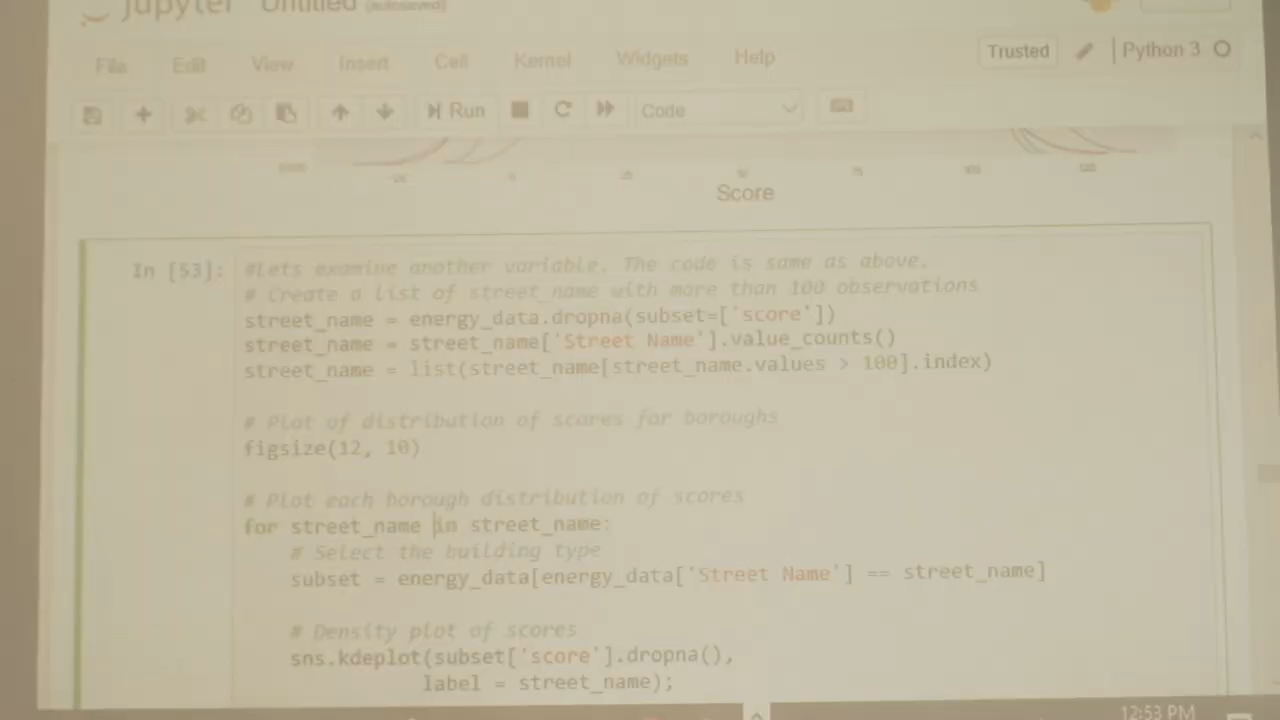 Jupyter Untitled (autosaved)
File Edit View Insert Cell Kernel Widgets Help Trusted Python 3
Run Code
Score
In [53]: #Lets examine another variable. The code is same as above.
# Create a list of street_name with more than 100 observations
street_name = energy_data.dropna(subset=['score'])
street_name = street_name['Street Name'].value_counts()
street_name = list(street_name[street_name.values > 100].index)
# Plot of distribution of scores for boroughs
figsize(12, 10)
# Plot each borough distribution of scores
for street_name in street_name:
# Select the building type
subset = energy_data[energy_data['Street Name'] == street_name]
# Density plot of scores
sns.kdeplot(subset['score'].dropna(),
label = street_name);
12:53 PM